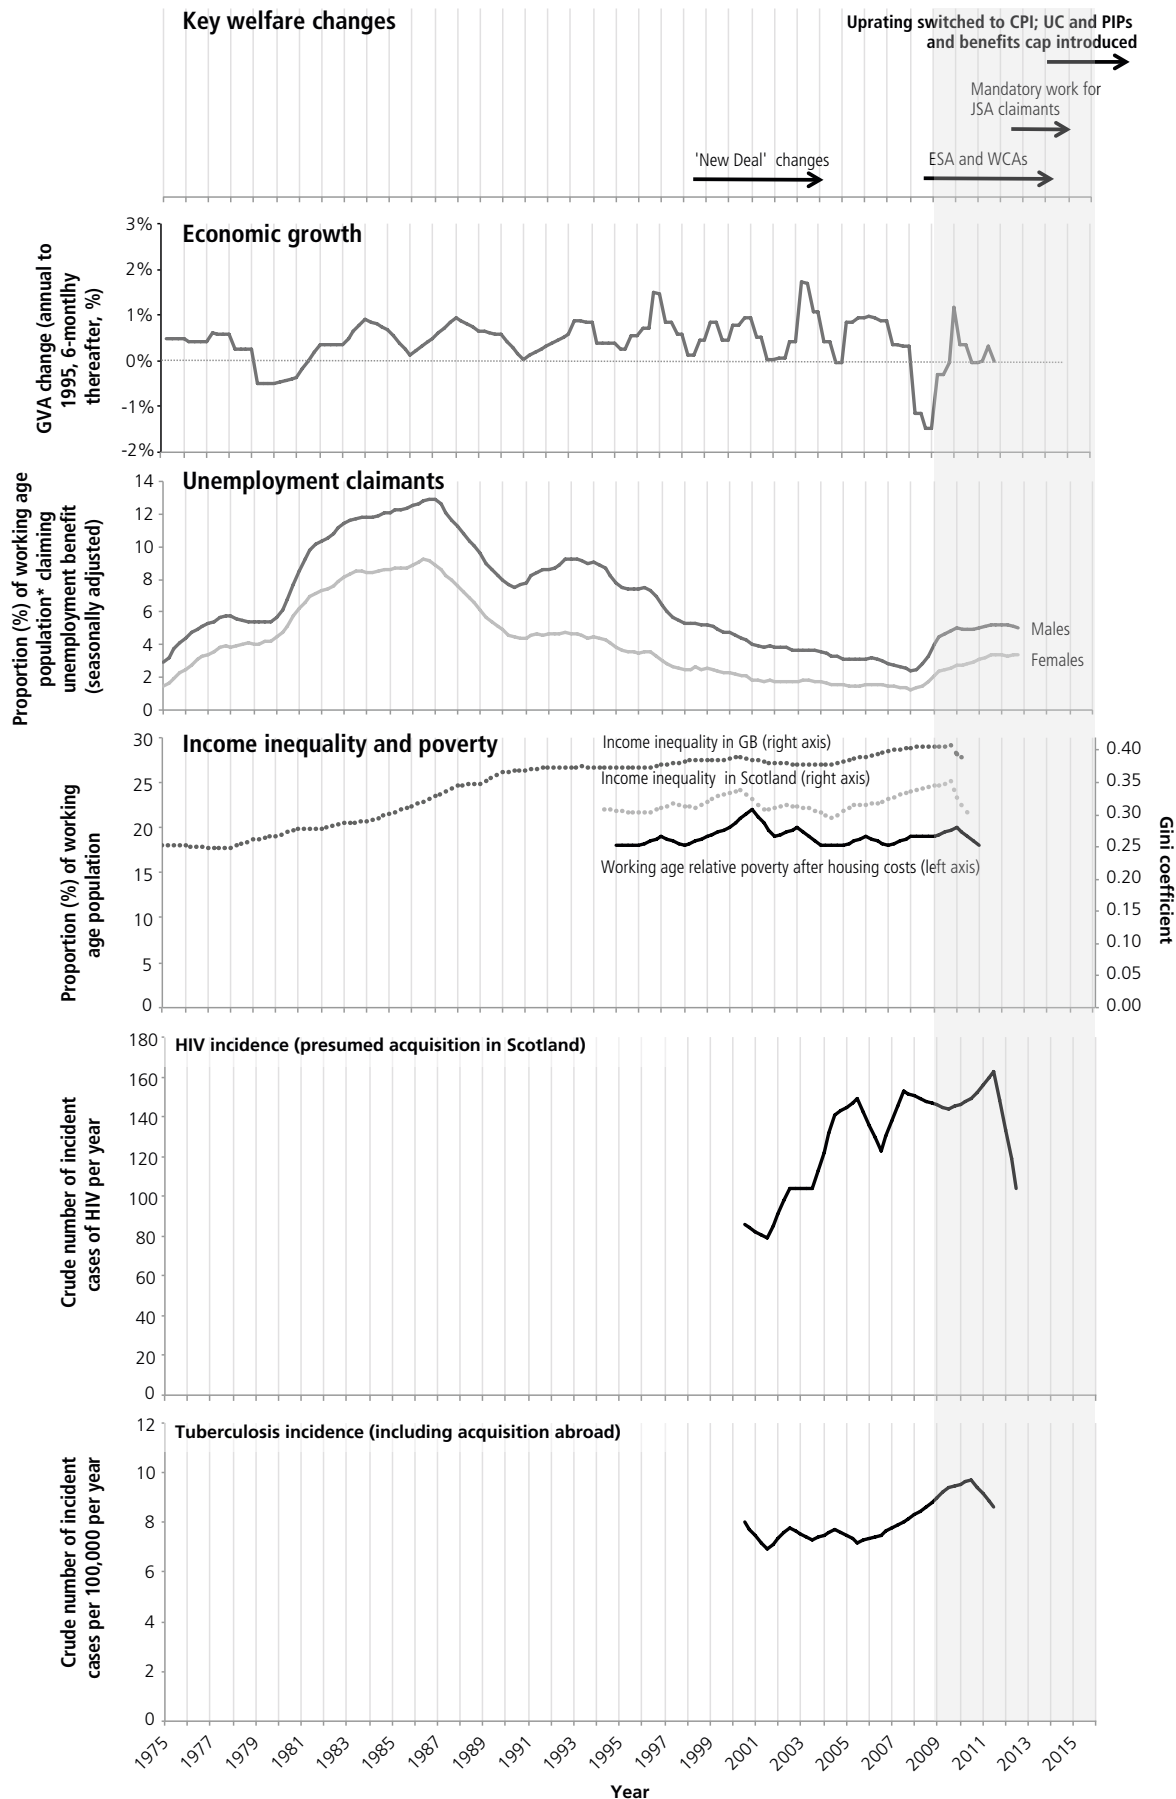 Key welfare changes
Uprating switched to CPI; UC and PIPs
and benefits cap introduced
Mandatory work for
JSA claimants
'New Deal' changes
ESA and WCAs
Economic growth
GVA change (annual to
1995, 6-montlhy
thereafter, %)
3%
2%
1%
0%
-1%
-2%
Unemployment claimants
Proportion (%) of working age
population* claiming
unemployment benefit
(seasonally adjusted)
14
12
10
8
6
4
2
0
Males
Females
Income inequality and poverty
Proportion (%) of working
age population
30
25
20
15
10
5
0
Income inequality in GB (right axis)
Income inequality in Scotland (right axis)
Working age relative poverty after housing costs (left axis)
0.40
0.35
0.30
0.25
0.20
0.15
0.10
0.05
0.00
Gini coefficient
HIV incidence (presumed acquisition in Scotland)
Crude number of incident
cases of HIV per year
180
160
140
120
100
80
60
40
20
0
Tuberculosis incidence (including acquisition abroad)
Crude number of incident
cases per 100,000 per year
12
10
8
6
4
2
0
1975
1977
1979
1981
1983
1985
1987
1989
1991
1993
1995
1997
1999
2001
2003
2005
2007
2009
2011
2013
2015
Year